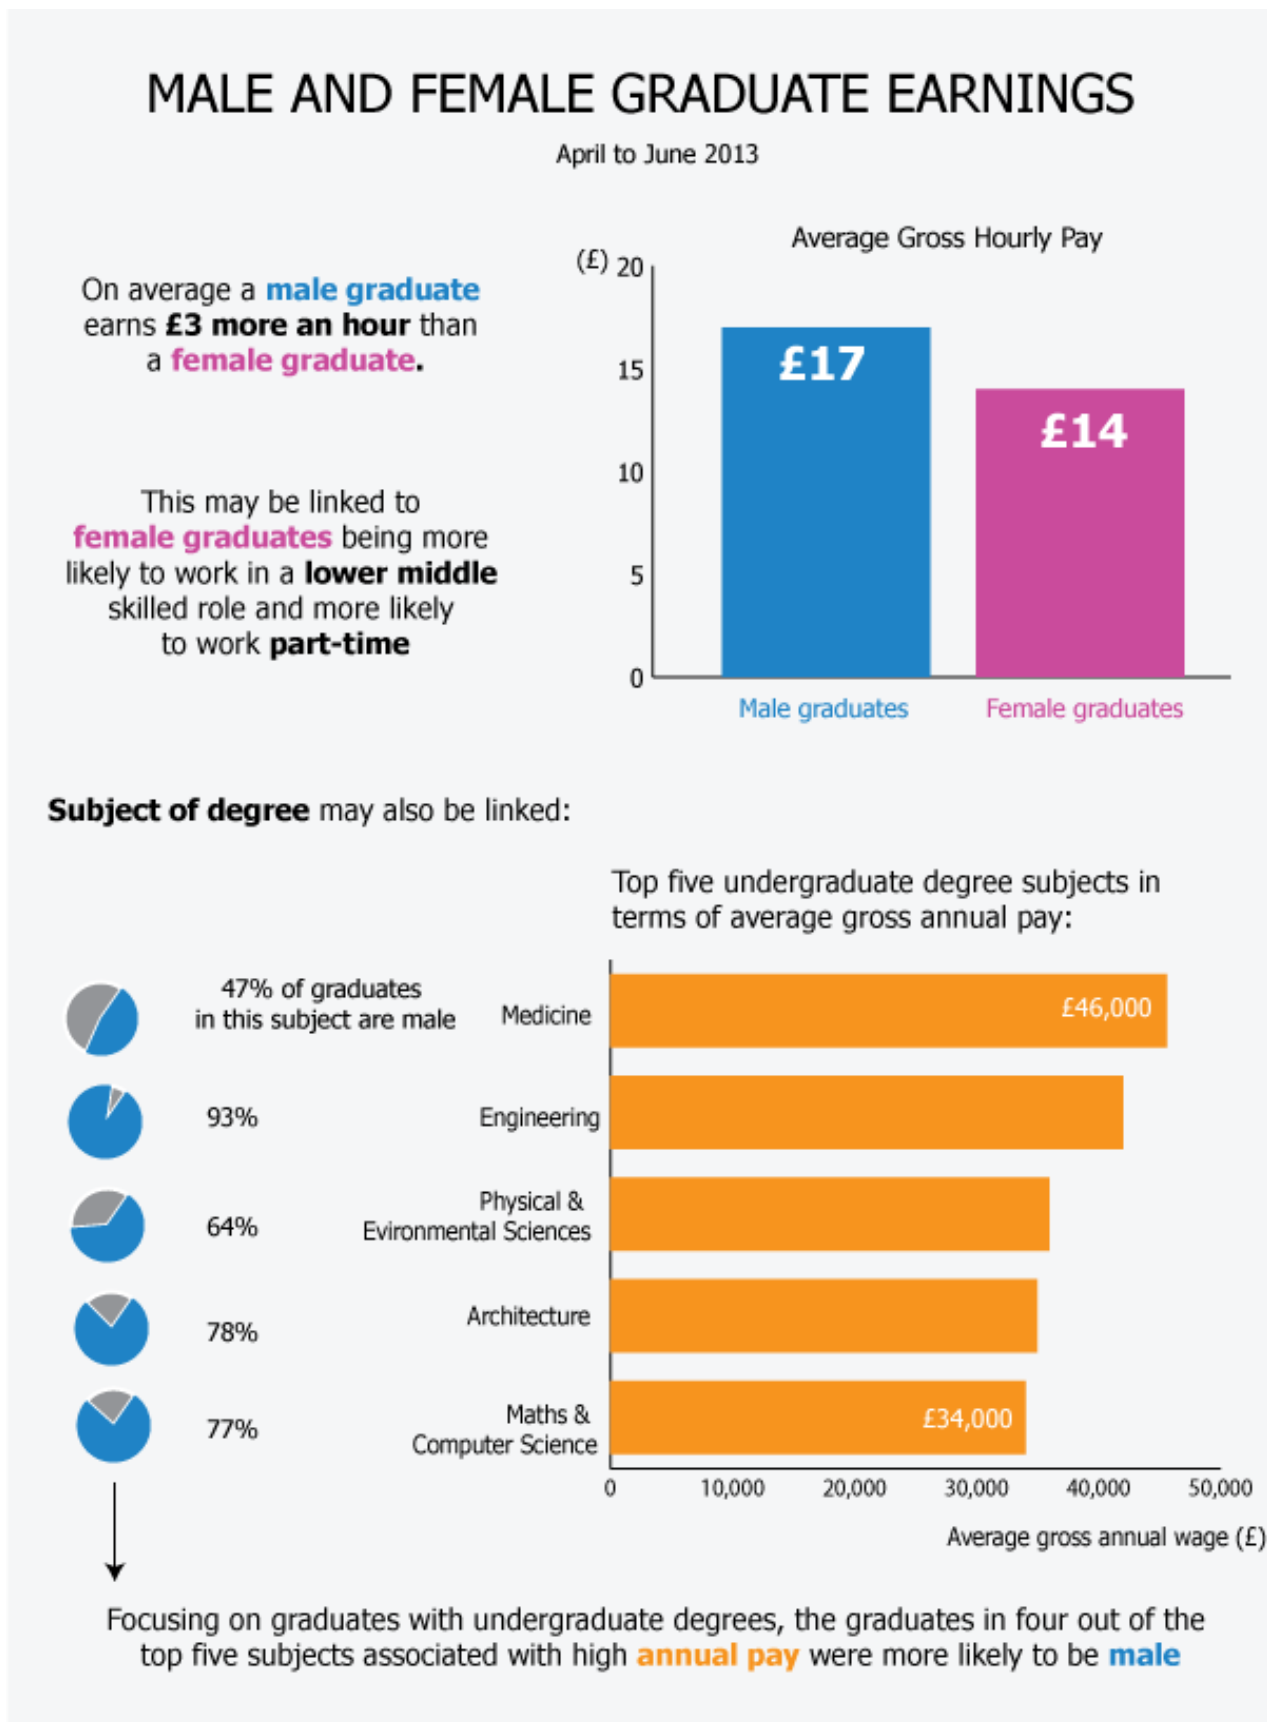 MALE AND FEMALE GRADUATE EARNINGS
April to June 2013
On average a male graduate
earns £3 more an hour than
a female graduate.
This may be linked to
female graduates being more
likely to work in a lower middle
skilled role and more likely
to work part-time
Average Gross Hourly Pay
(£) 20
15
10
5
0
£17
£14
Male graduates
Female graduates
Subject of degree may also be linked:
Top five undergraduate degree subjects in
terms of average gross annual pay:
47% of graduates
in this subject are male
Medicine
£46,000
93%
Engineering
64%
Physical &
Evironmental Sciences
78%
Architecture
77%
Maths &
Computer Science
£34,000
0 10,000 20,000 30,000 40,000 50,000
Average gross annual wage (£)
Focusing on graduates with undergraduate degrees, the graduates in four out of the
top five subjects associated with high annual pay were more likely to be male